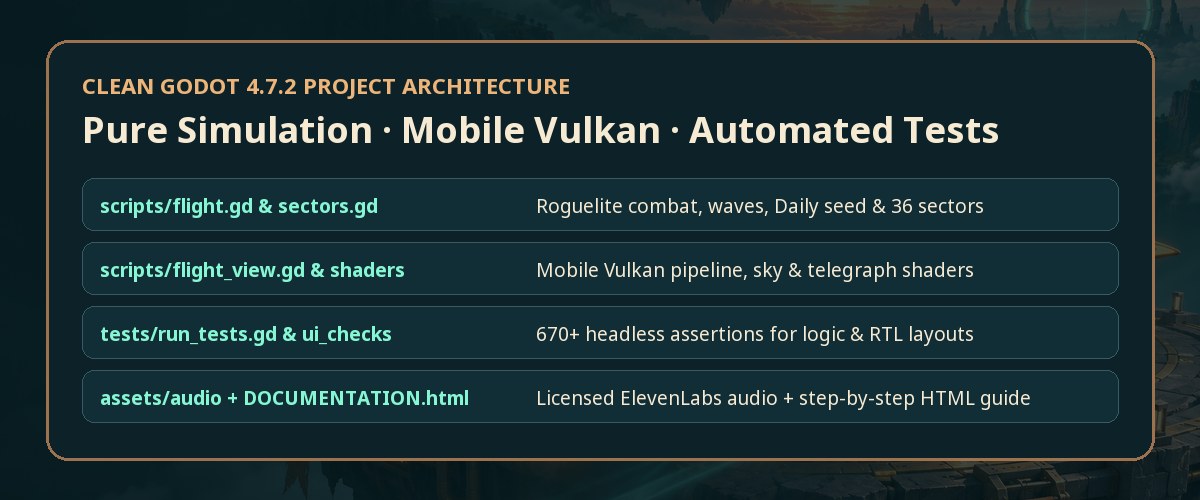 CLEAN GODOT 4.7.2 PROJECT ARCHITECTURE
Pure Simulation · Mobile Vulkan · Automated Tests
scripts/flight.gd & sectors.gd Roguelite combat, waves, Daily seed & 36 sectors
scripts/flight_view.gd & shaders Mobile Vulkan pipeline, sky & telegraph shaders
tests/run_tests.gd & ui_checks 670+ headless assertions for logic & RTL layouts
assets/audio + DOCUMENTATION.html Licensed ElevenLabs audio + step-by-step HTML guide